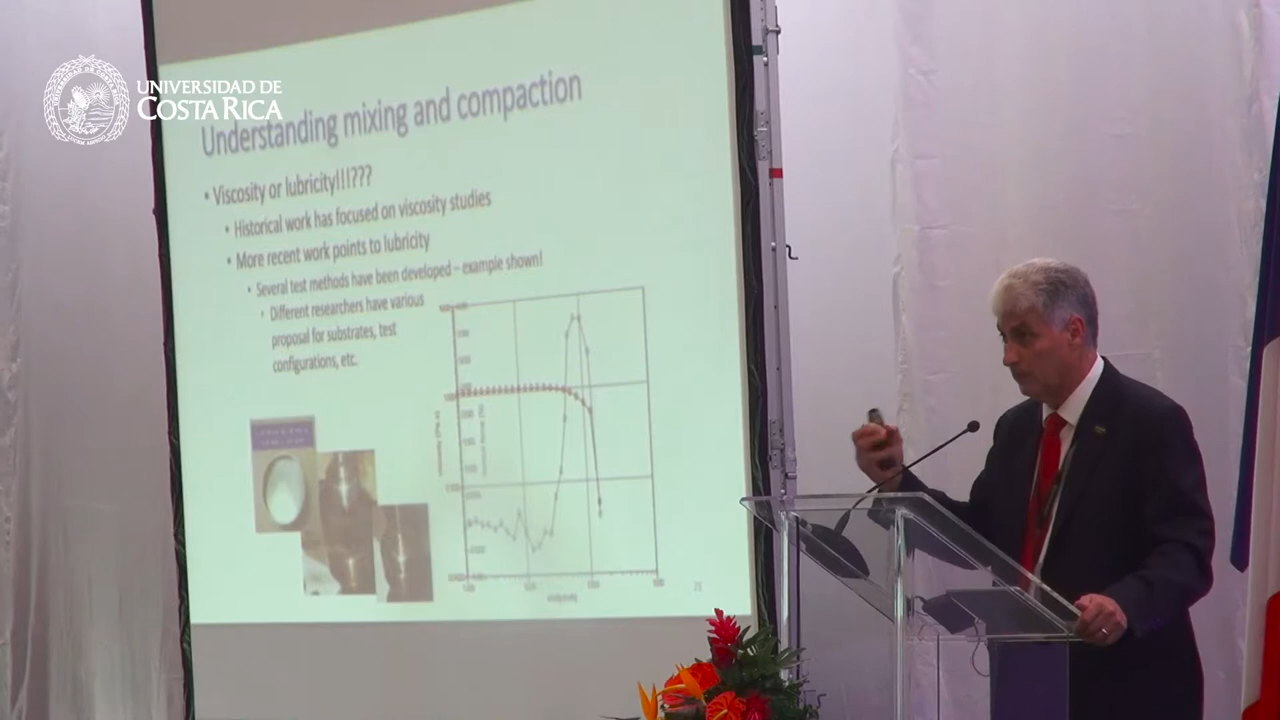 UNIVERSIDAD DE
COSTA RICA
Understanding mixing and compaction
• Viscosity or lubricity!!!???
• Historical work has focused on viscosity studies
• More recent work points to lubricity
• Several test methods have been developed – example shown!
• Different researchers have various
proposal for substrates, test
configurations, etc.